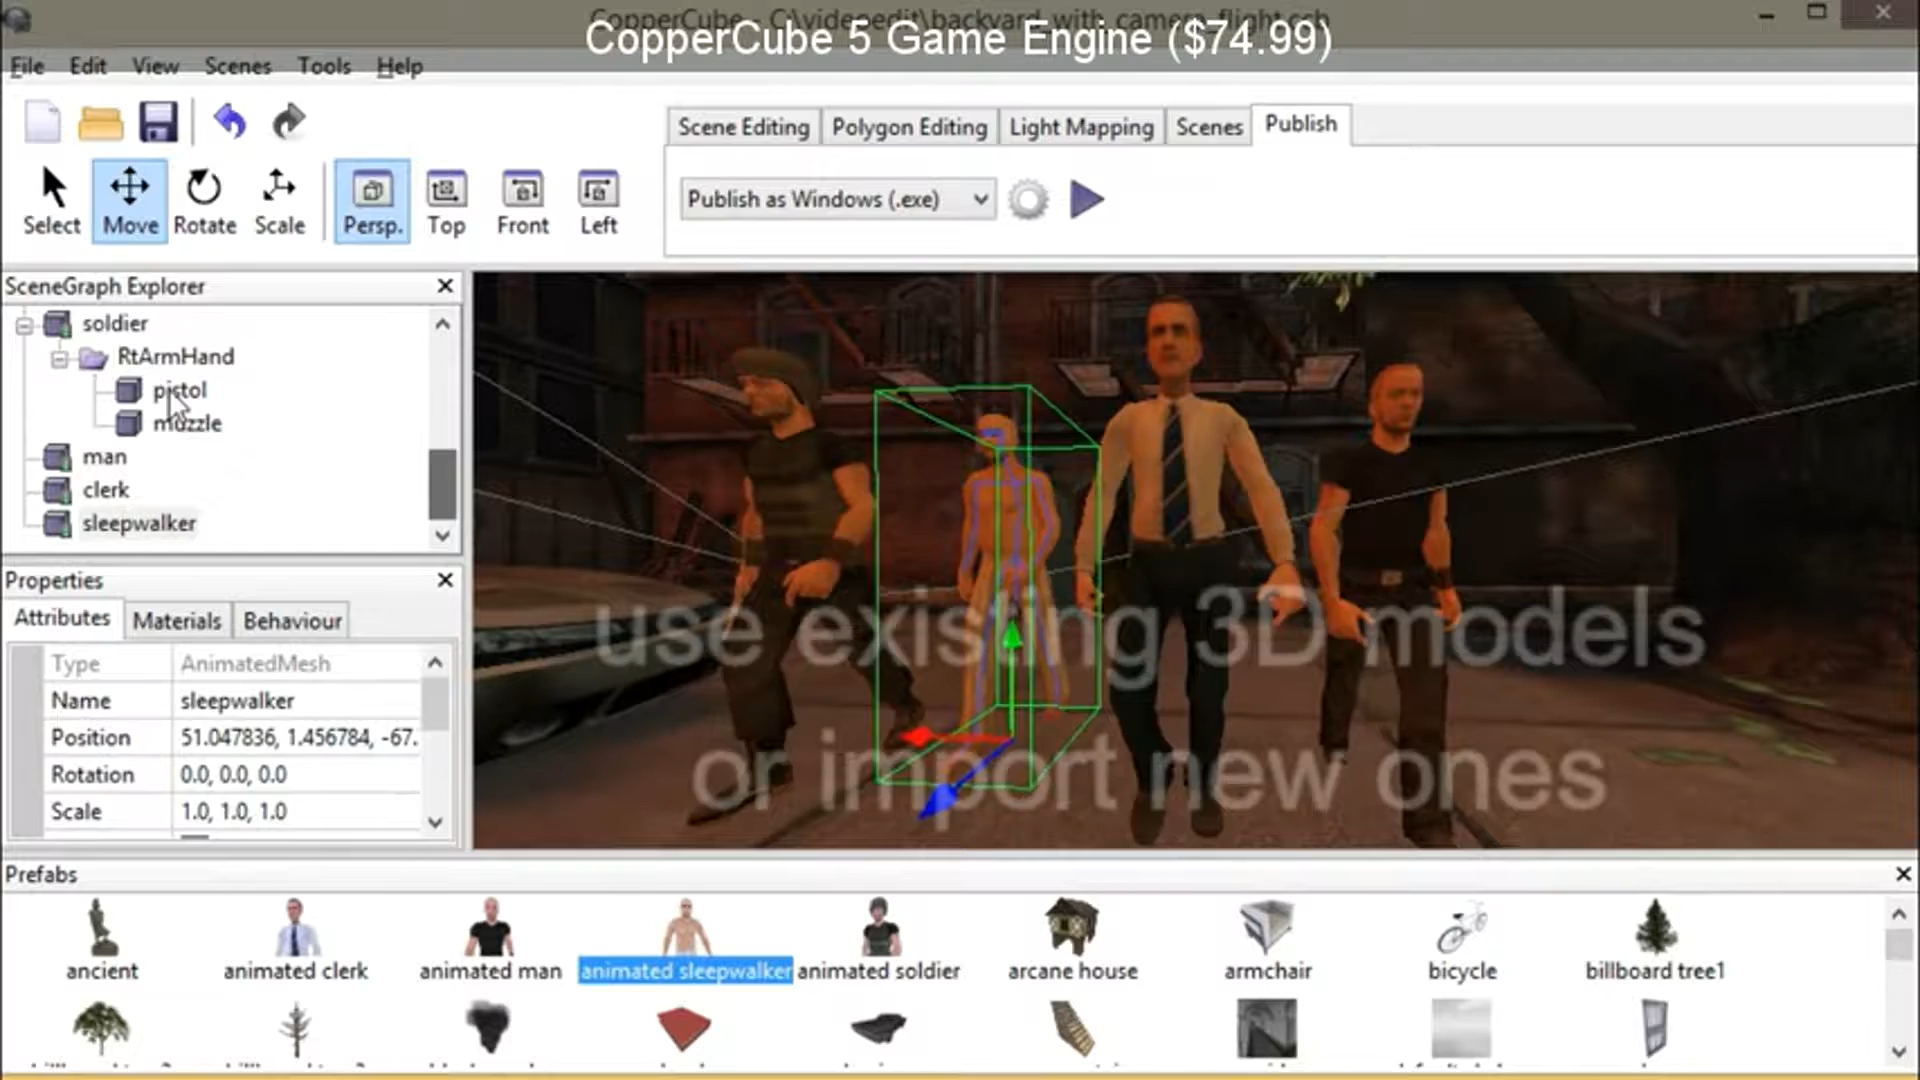 CopperCube - C:\videoedit\backyard_with_camera_flight.ccb
CopperCube 5 Game Engine ($74.99)
File Edit View Scenes Tools Help
Scene Editing Polygon Editing Light Mapping Scenes Publish
Publish as Windows (.exe)
Select Move Rotate Scale Persp. Top Front Left
SceneGraph Explorer
soldier
RtArmHand
pistol
muzzle
man
clerk
sleepwalker
Properties
Attributes Materials Behaviour
Type AnimatedMesh
Name sleepwalker
Position 51.047836, 1.456784, -67.
Rotation 0.0, 0.0, 0.0
Scale 1.0, 1.0, 1.0
use existing 3D models
or import new ones
Prefabs
ancient animated clerk animated man animated sleepwalker animated soldier arcane house armchair bicycle billboard tree1